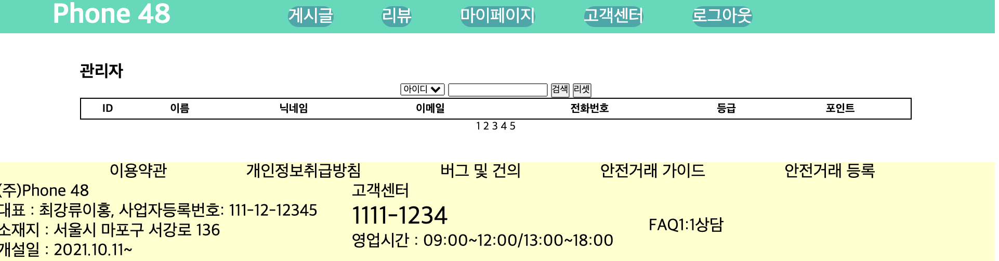 Phone 48 게시글 리뷰 마이페이지 고객센터 로그아웃
관리자
아이디 검색 리셋
ID 이름 닉네임 이메일 전화번호 등급 포인트
1 2 3 4 5
이용약관 개인정보취급방침 버그 및 건의 안전거래 가이드 안전거래 등록
(주)Phone 48
대표 : 최강류이홍, 사업자등록번호: 111-12-12345
소재지 : 서울시 마포구 서강로 136
개설일 : 2021.10.11~
고객센터
1111-1234
영업시간 : 09:00~12:00/13:00~18:00
FAQ1:1상담